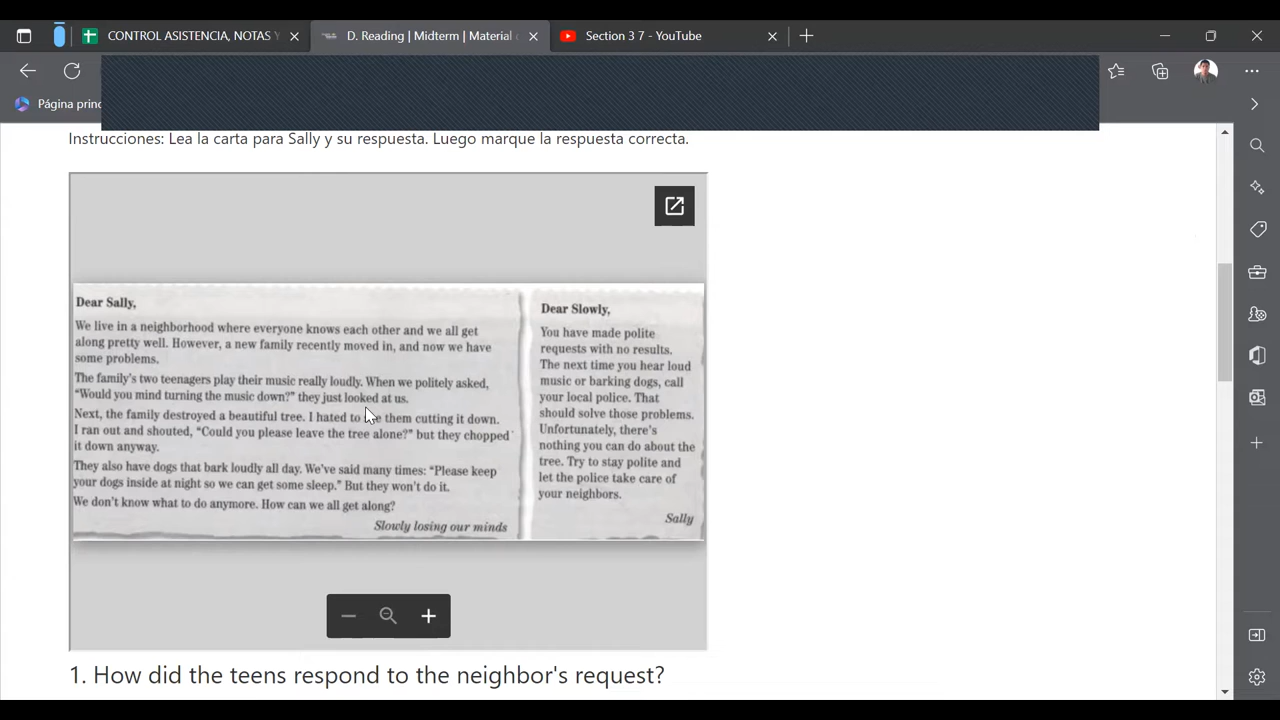 CONTROL ASISTENCIA, NOTAS Y
D. Reading | Midterm | Material
Section 3 7 - YouTube
Página princ
Instrucciones: Lea la carta para Sally y su respuesta. Luego marque la respuesta correcta.
Dear Sally,
We live in a neighborhood where everyone knows each other and we all get
along pretty well. However, a new family recently moved in, and now we have
some problems.
The family's two teenagers play their music really loudly. When we politely asked,
"Would you mind turning the music down?" they just looked at us.
Next, the family destroyed a beautiful tree. I hated to see them cutting it down.
I ran out and shouted, "Could you please leave the tree alone?" but they chopped
it down anyway.
They also have dogs that bark loudly all day. We've said many times: "Please keep
your dogs inside at night so we can get some sleep." But they won't do it.
We don't know what to do anymore. How can we all get along?
Slowly losing our minds
Dear Slowly,
You have made polite
requests with no results.
The next time you hear loud
music or barking dogs, call
your local police. That
should solve those problems.
Unfortunately, there's
nothing you can do about the
tree. Try to stay polite and
let the police take care of
your neighbors.
Sally
1. How did the teens respond to the neighbor's request?